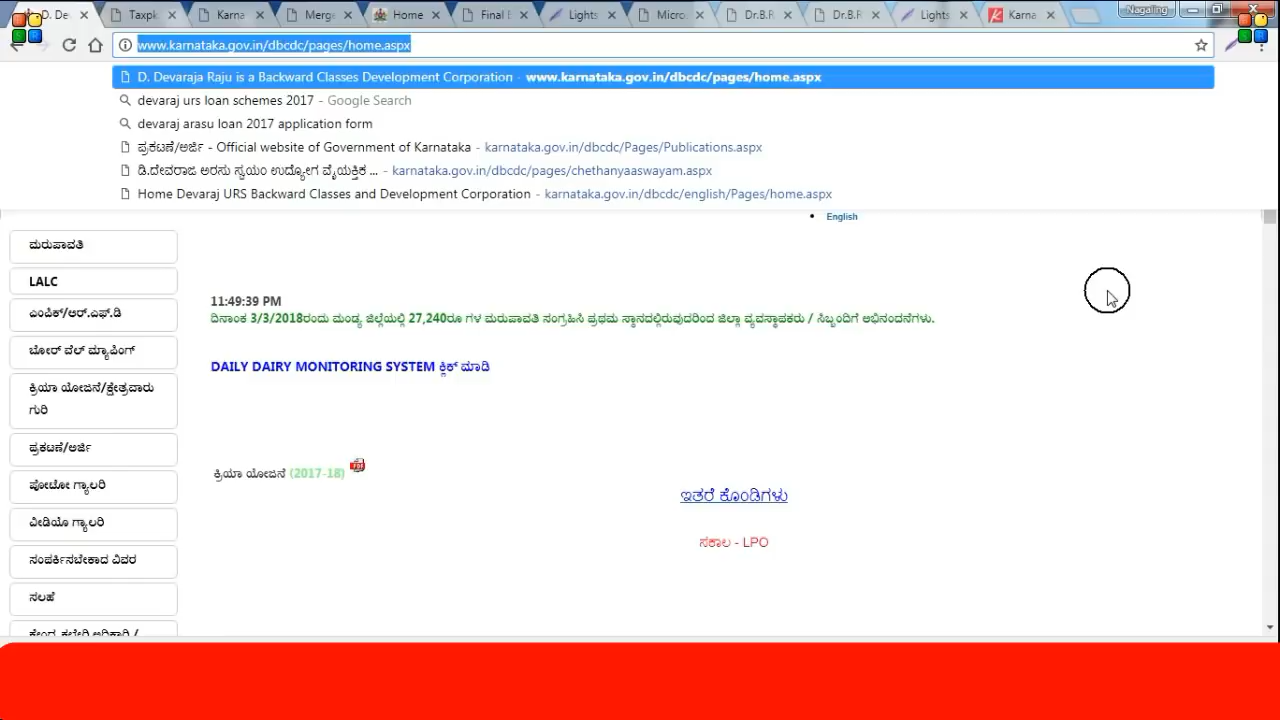 D. De
Taxpk
Karna
Merge
Home
Final E
Lights
Micro
Dr.B.R
Dr.B.R
Lights
Karna
Nagaling
www.karnataka.gov.in/dbcdc/pages/home.aspx
D. Devaraja Raju is a Backward Classes Development Corporation - www.karnataka.gov.in/dbcdc/pages/home.aspx
devaraj urs loan schemes 2017 - Google Search
devaraj arasu loan 2017 application form
ಪ್ರಕಟಣೆ/ಅರ್ಜಿ - Official website of Government of Karnataka - karnataka.gov.in/dbcdc/Pages/Publications.aspx
ಡಿ.ದೇವರಾಜ ಅರಸು ಸ್ವಯಂ ಉದ್ಯೋಗ ವೈಯಕ್ತಿಕ ... - karnataka.gov.in/dbcdc/pages/chethanyaaswayam.aspx
Home Devaraj URS Backward Classes and Development Corporation - karnataka.gov.in/dbcdc/english/Pages/home.aspx
English
ಮರುಪಾವತಿ
LALC
ಎಂಪಿಕ್/ಆರ್.ಎಫ್.ಡಿ
ಬೋರ್ ವೆಲ್ ಮ್ಯಾಪಿಂಗ್
ಕ್ರಿಯಾ ಯೋಜನೆ/ಕ್ಷೇತ್ರವಾರು
ಗುರಿ
ಪ್ರಕಟಣೆ/ಅರ್ಜಿ
ಫೋಟೋ ಗ್ಯಾಲರಿ
ವೀಡಿಯೊ ಗ್ಯಾಲರಿ
ಸಂಪರ್ಕಿಸಬೇಕಾದ ವಿವರ
ಸಲಹೆ
ಕೇಂದ್ರ ಕಛೇರಿ ಅಧಿಕಾರಿ /
11:49:39 PM
ದಿನಾಂಕ 3/3/2018ರಂದು ಮಂಡ್ಯ ಜಿಲ್ಲೆಯಲ್ಲಿ 27,240ರೂ ಗಳ ಮರುಪಾವತಿ ಸಂಗ್ರಹಿಸಿ ಪ್ರಥಮ ಸ್ಥಾನದಲ್ಲಿರುವುದರಿಂದ ಜಿಲ್ಲಾ ವ್ಯವಸ್ಥಾಪಕರು / ಸಿಬ್ಬಂದಿಗೆ ಅಭಿನಂದನೆಗಳು.
DAILY DAIRY MONITORING SYSTEM ಕ್ಲಿಕ್ ಮಾಡಿ
ಕ್ರಿಯಾ ಯೋಜನೆ (2017-18)
ಇತರೆ ಕೊಂಡಿಗಳು
ಸಕಾಲ - LPO